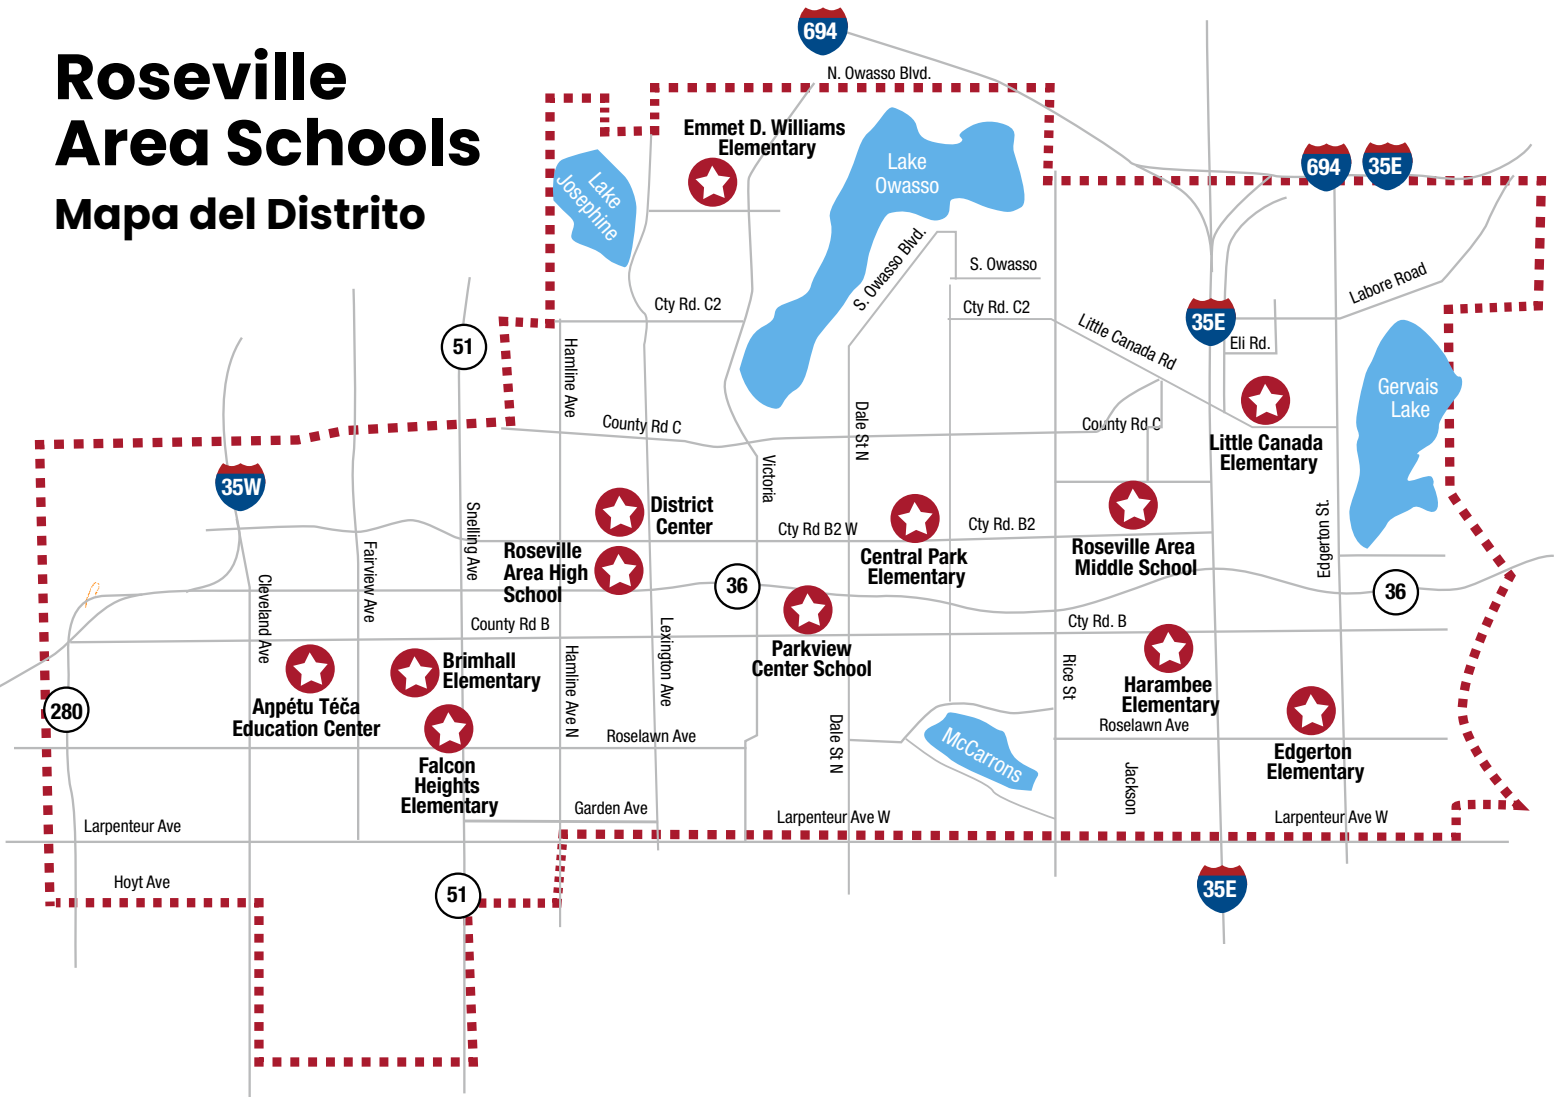 Roseville
Area Schools
Mapa del Distrito
694
N. Owasso Blvd.
Emmet D. Williams
Elementary
Lake
Owasso
Lake
Josephine
694
35E
S. Owasso Blvd.
S. Owasso
Labore Road
Cty Rd. C2
Cty Rd. C2
Little Canada Rd
35E
Eli Rd.
51
Hamline Ave
Gervais
Lake
County Rd C
Dale St N
County Rd C
Little Canada
Elementary
35W
Victoria
District
Center
Snelling Ave
Cty Rd B2 W
Cty Rd. B2
Edgerton St.
Central Park
Elementary
Roseville Area
Middle School
Roseville
Area High
School
Fairview Ave
Cleveland Ave
36
36
County Rd B
Cty Rd. B
Lexington Ave
Parkview
Center School
Brimhall
Elementary
Hamline Ave N
Rice St
Harambee
Elementary
280
Aŋpétu Téča
Education Center
Roselawn Ave
Roselawn Ave
Dale St N
McCarrons
Edgerton
Elementary
Falcon
Heights
Elementary
Jackson
Garden Ave
Larpenteur Ave
Larpenteur Ave W
Larpenteur Ave W
Hoyt Ave
51
35E